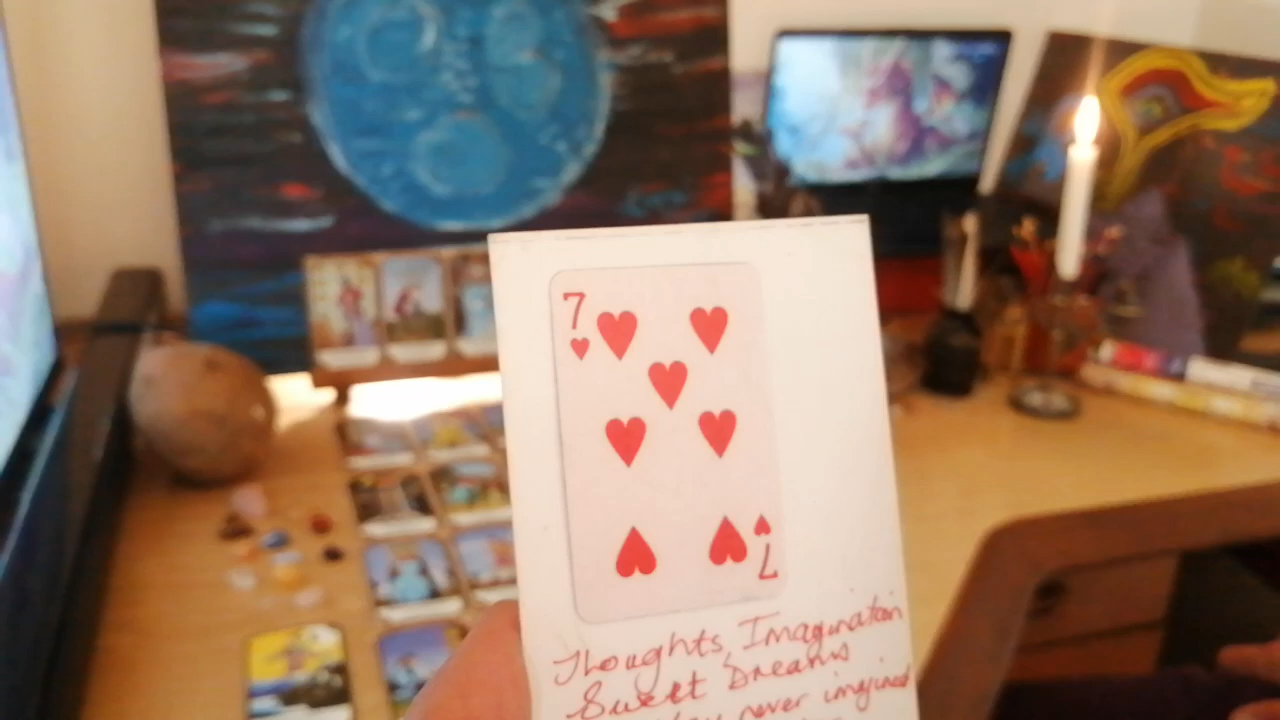 7
Thoughts, Imagination
Sweet Dreams
never imagined
7